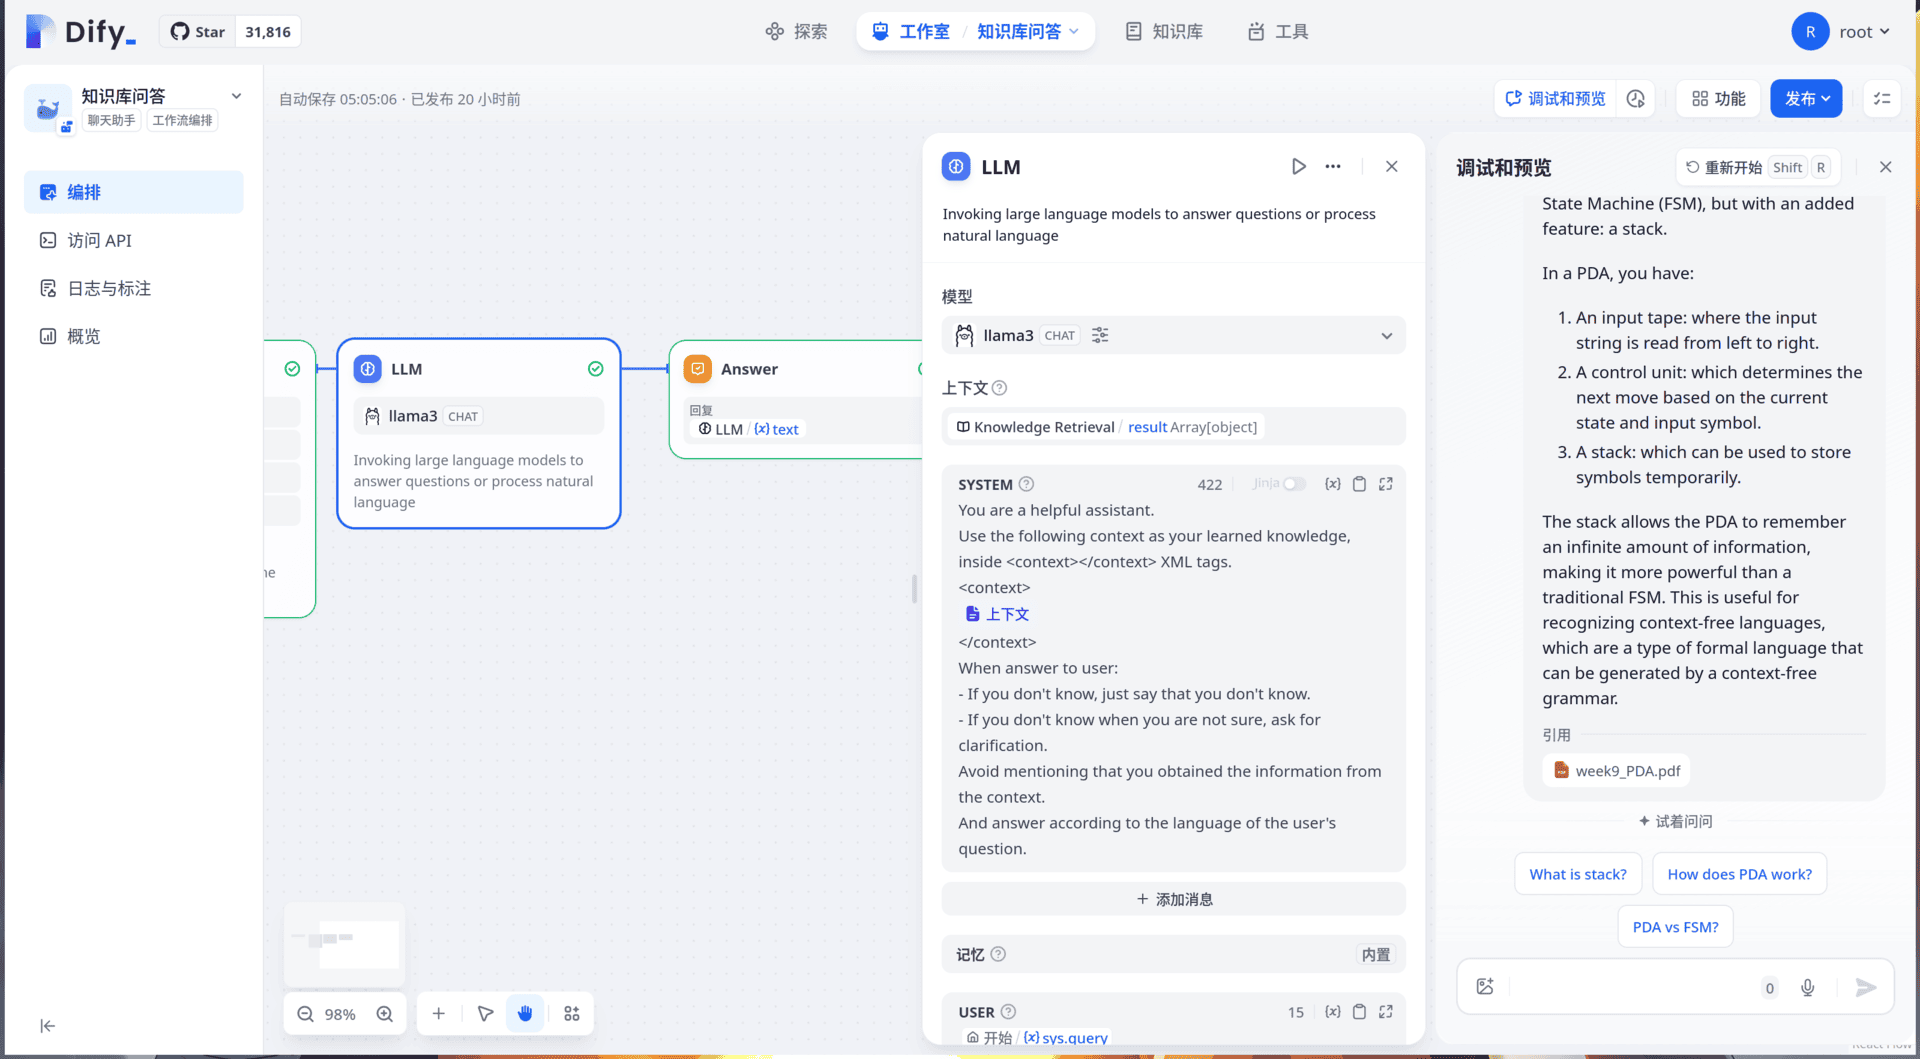 Dify_
Star 31,816
探索
工作室 / 知识库问答
知识库
工具
R root
知识库问答
聊天助手 工作流编排
编排
访问 API
日志与标注
概览
自动保存 05:05:06 · 已发布 20 小时前
调试和预览
功能
发布
LLM
llama3 CHAT
Invoking large language models to
answer questions or process natural
language
Answer
回复
LLM / {x} text
98%
LLM
Invoking large language models to answer questions or process
natural language
模型
llama3 CHAT
上下文
Knowledge Retrieval / result Array[object]
SYSTEM 422 Jinja {x}
You are a helpful assistant.
Use the following context as your learned knowledge,
inside <context></context> XML tags.
<context>
上下文
</context>
When answer to user:
- If you don't know, just say that you don't know.
- If you don't know when you are not sure, ask for
clarification.
Avoid mentioning that you obtained the information from
the context.
And answer according to the language of the user's
question.
+ 添加消息
记忆 内置
USER 15 {x}
开始 / {x} sys.query
调试和预览
重新开始 Shift R
State Machine (FSM), but with an added
feature: a stack.
In a PDA, you have:
1. An input tape: where the input
string is read from left to right.
2. A control unit: which determines the
next move based on the current
state and input symbol.
3. A stack: which can be used to store
symbols temporarily.
The stack allows the PDA to remember
an infinite amount of information,
making it more powerful than a
traditional FSM. This is useful for
recognizing context-free languages,
which are a type of formal language that
can be generated by a context-free
grammar.
引用
week9_PDA.pdf
试着问问
What is stack?
How does PDA work?
PDA vs FSM?
0
React Flow